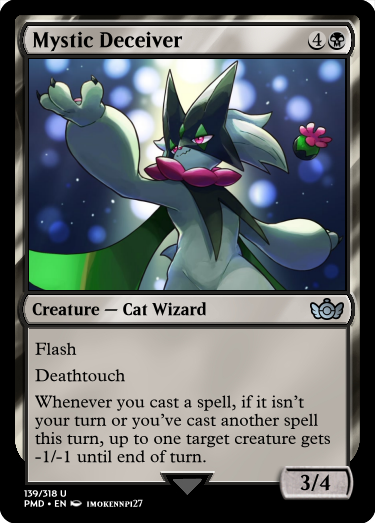 Mystic Deceiver 4
Creature — Cat Wizard
Flash
Deathtouch
Whenever you cast a spell, if it isn't
your turn or you've cast another spell
this turn, up to one target creature gets
-1/-1 until end of turn.
3/4
139/318 U
PMD • EN IMOKENNPI27